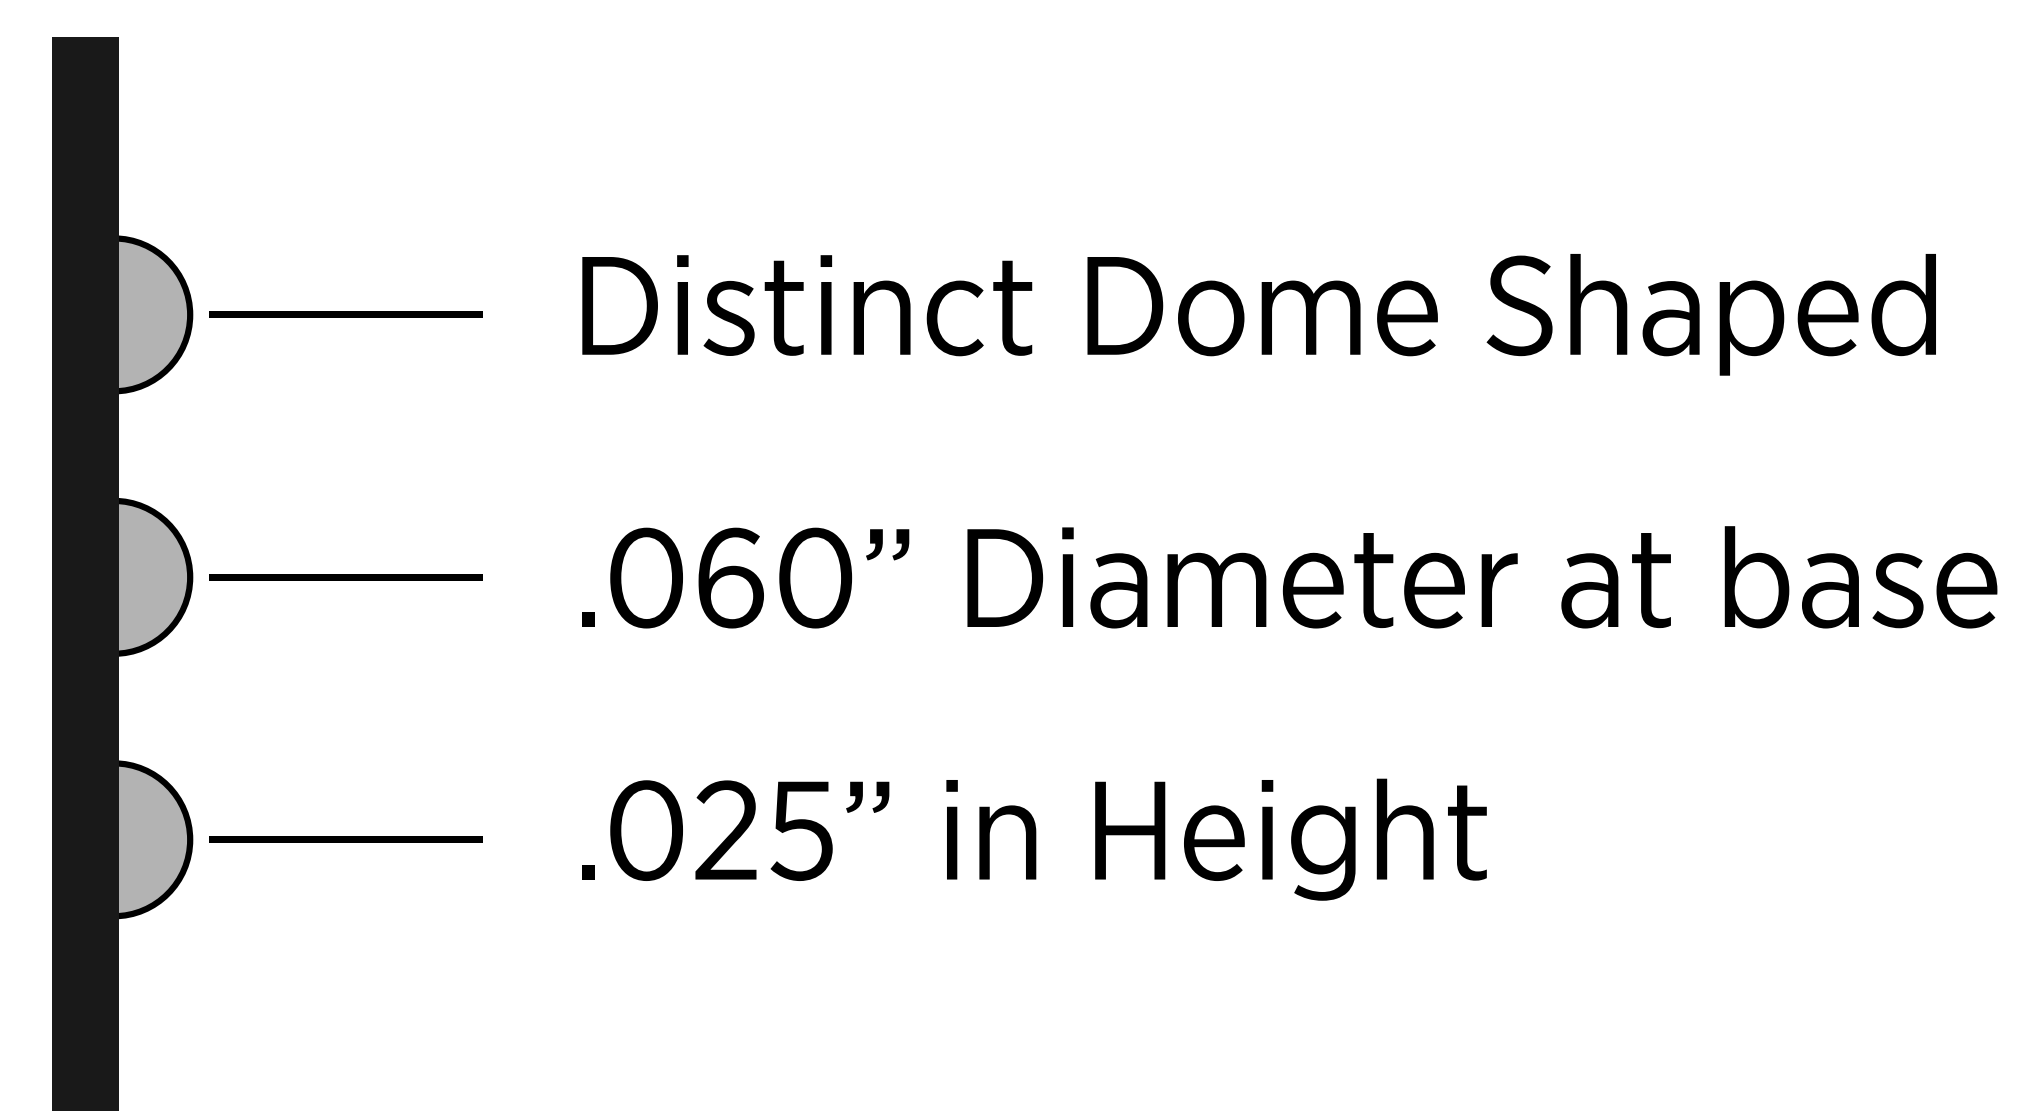 Distinct Dome Shaped
.060” Diameter at base
.025” in Height